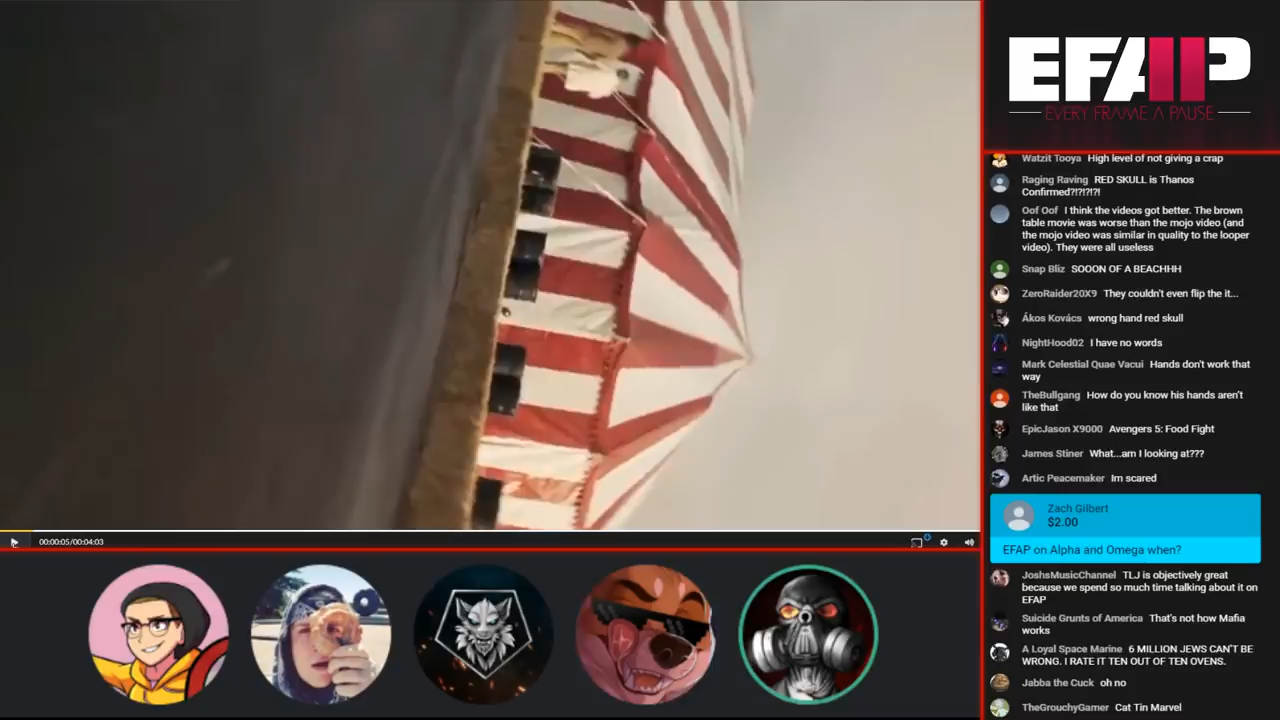 EFAP
EVERY FRAME A PAUSE
Watzit Tooya High level of not giving a crap
Raging Raving RED SKULL is Thanos
Confirmed?!?!?!?!
Oof Oof I think the videos got better. The brown
table movie was worse than the mojo video (and
the mojo video was similar in quality to the looper
video). They were all useless
Snap Bliz SOOON OF A BEACHHH
ZeroRaider20X9 They couldn't even flip the it...
Ákos Kovács wrong hand red skull
NightHood02 I have no words
Mark Celestial Quae Vacui Hands don't work that
way
TheBullgang How do you know his hands aren't
like that
EpicJason X9000 Avengers 5: Food Fight
James Stiner What...am I looking at???
Artic Peacemaker Im scared
Zach Gilbert
$2.00
EFAP on Alpha and Omega when?
JoshsMusicChannel TLJ is objectively great
because we spend so much time talking about it on
EFAP
Suicide Grunts of America That's not how Mafia
works
A Loyal Space Marine 6 MILLION JEWS CAN'T BE
WRONG. I RATE IT TEN OUT OF TEN OVENS.
Jabba the Cuck oh no
TheGrouchyGamer Cat Tin Marvel
00:00:05/00:04:03